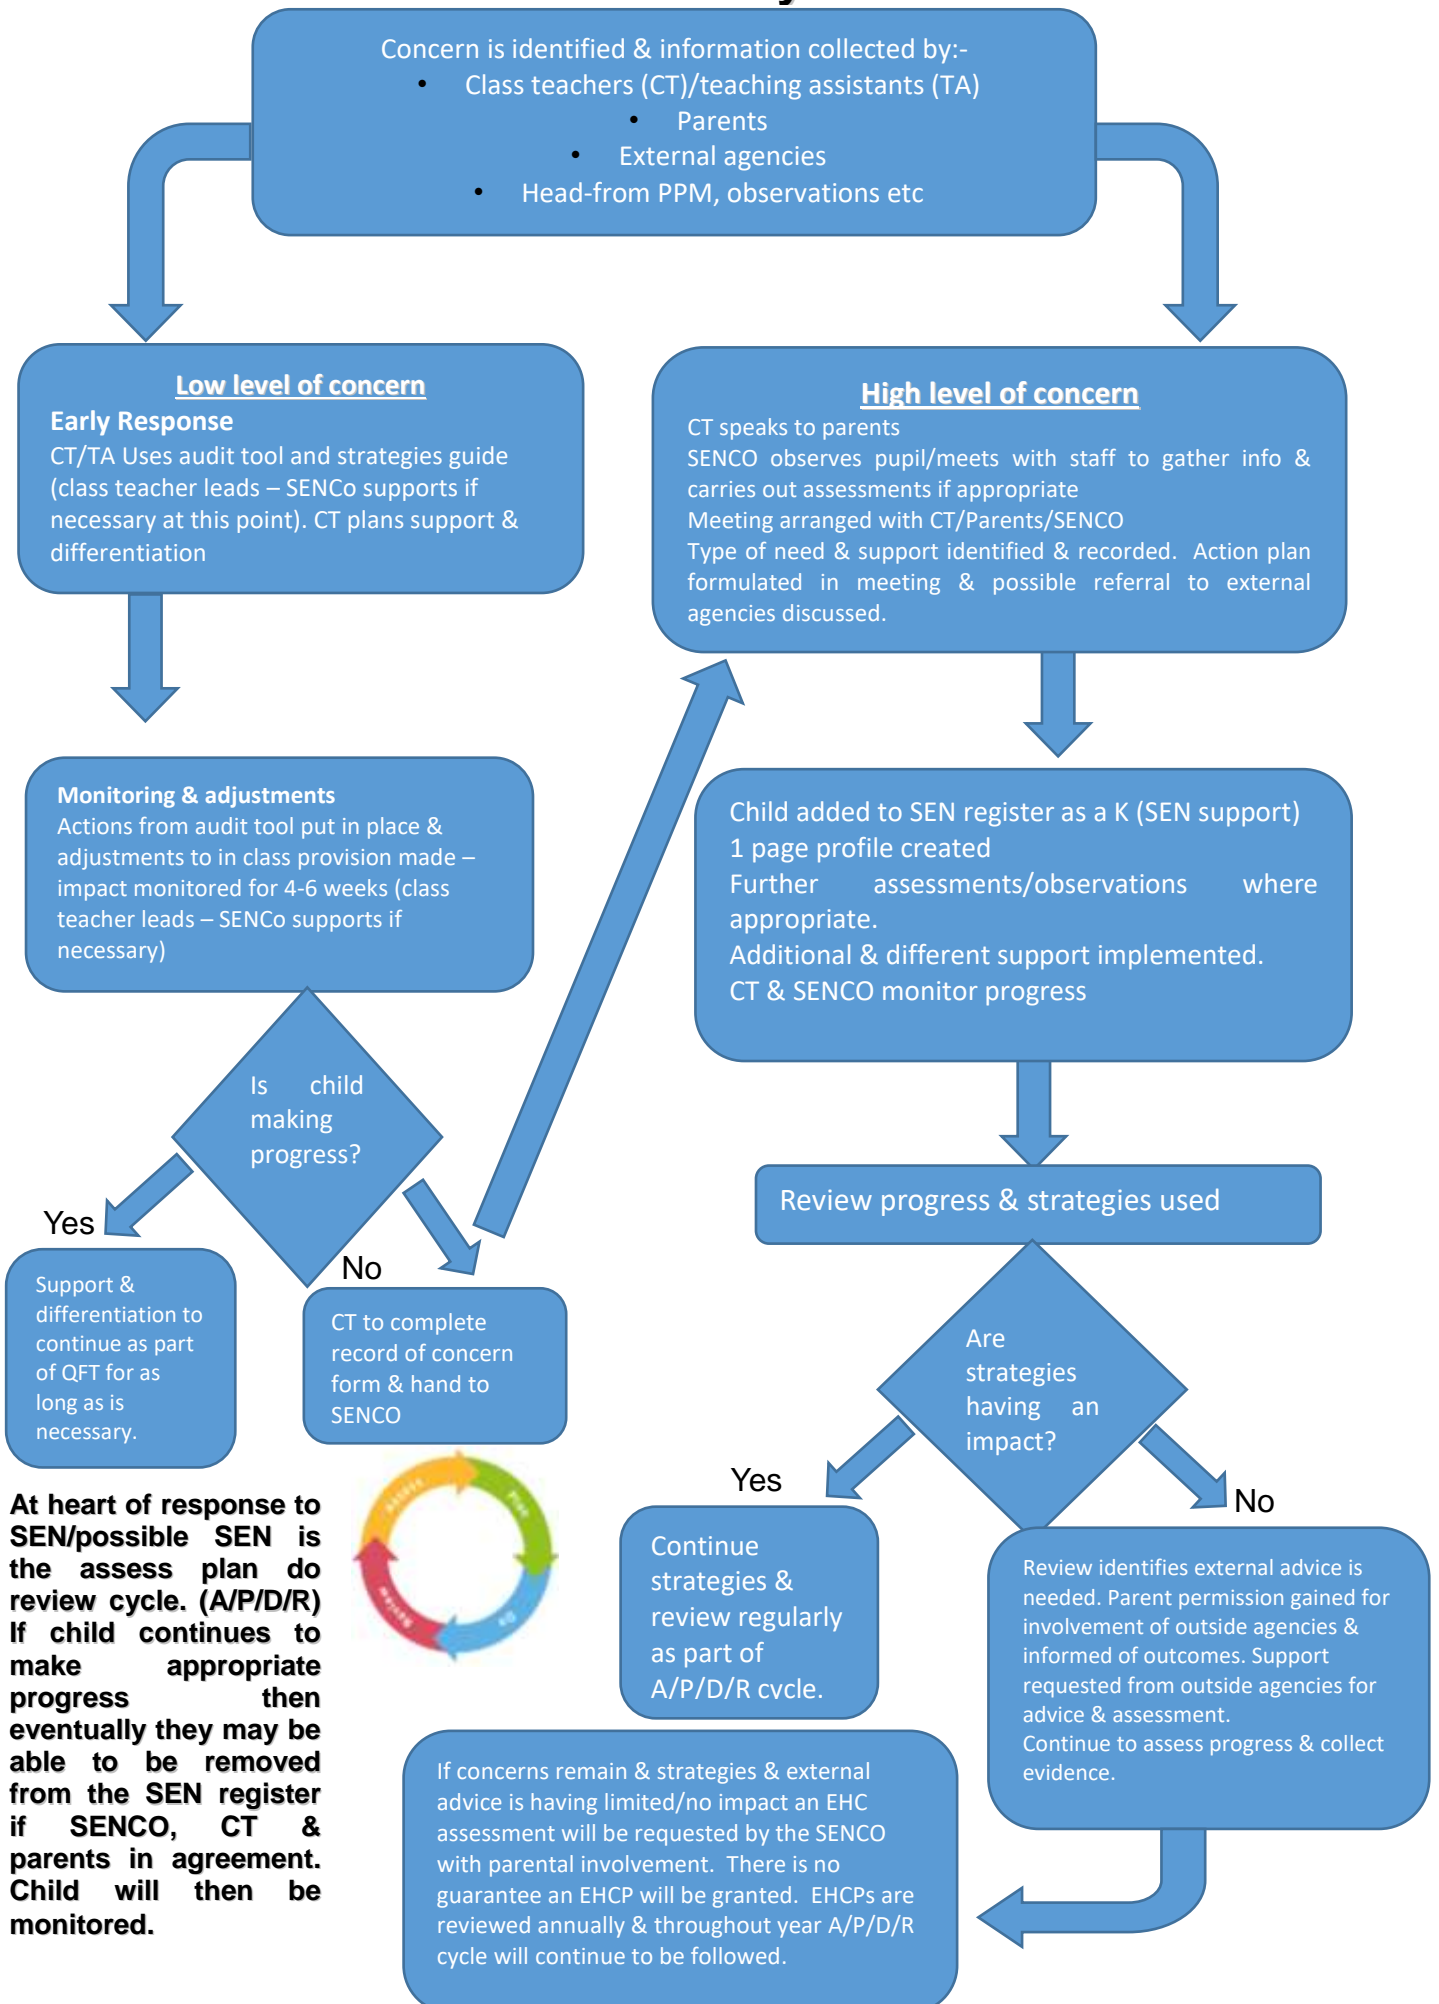 Concern is identified & information collected by:-
• Class teachers (CT)/teaching assistants (TA)
• Parents
• External agencies
• Head-from PPM, observations etc
Low level of concern
Early Response
CT/TA Uses audit tool and strategies guide
(class teacher leads – SENCo supports if
necessary at this point). CT plans support &
differentiation
High level of concern
CT speaks to parents
SENCO observes pupil/meets with staff to gather info &
carries out assessments if appropriate
Meeting arranged with CT/Parents/SENCO
Type of need & support identified & recorded. Action plan
formulated in meeting & possible referral to external
agencies discussed.
Monitoring & adjustments
Actions from audit tool put in place &
adjustments to in class provision made –
impact monitored for 4-6 weeks (class
teacher leads – SENCo supports if
necessary)
Child added to SEN register as a K (SEN support)
1 page profile created
Further assessments/observations where
appropriate.
Additional & different support implemented.
CT & SENCO monitor progress
Is child
making
progress?
Review progress & strategies used
Yes
No
Support &
differentiation to
continue as part
of QFT for as
long as is
necessary.
CT to complete
record of concern
form & hand to
SENCO
Are
strategies
having an
impact?
Yes
No
Assess
Plan
Do
Review
At heart of response to
SEN/possible SEN is
the assess plan do
review cycle. (A/P/D/R)
If child continues to
make appropriate
progress then
eventually they may be
able to be removed
from the SEN register
if SENCO, CT &
parents in agreement.
Child will then be
monitored.
Continue
strategies &
review regularly
as part of
A/P/D/R cycle.
Review identifies external advice is
needed. Parent permission gained for
involvement of outside agencies &
informed of outcomes. Support
requested from outside agencies for
advice & assessment.
Continue to assess progress & collect
evidence.
If concerns remain & strategies & external
advice is having limited/no impact an EHC
assessment will be requested by the SENCO
with parental involvement. There is no
guarantee an EHCP will be granted. EHCPs are
reviewed annually & throughout year A/P/D/R
cycle will continue to be followed.